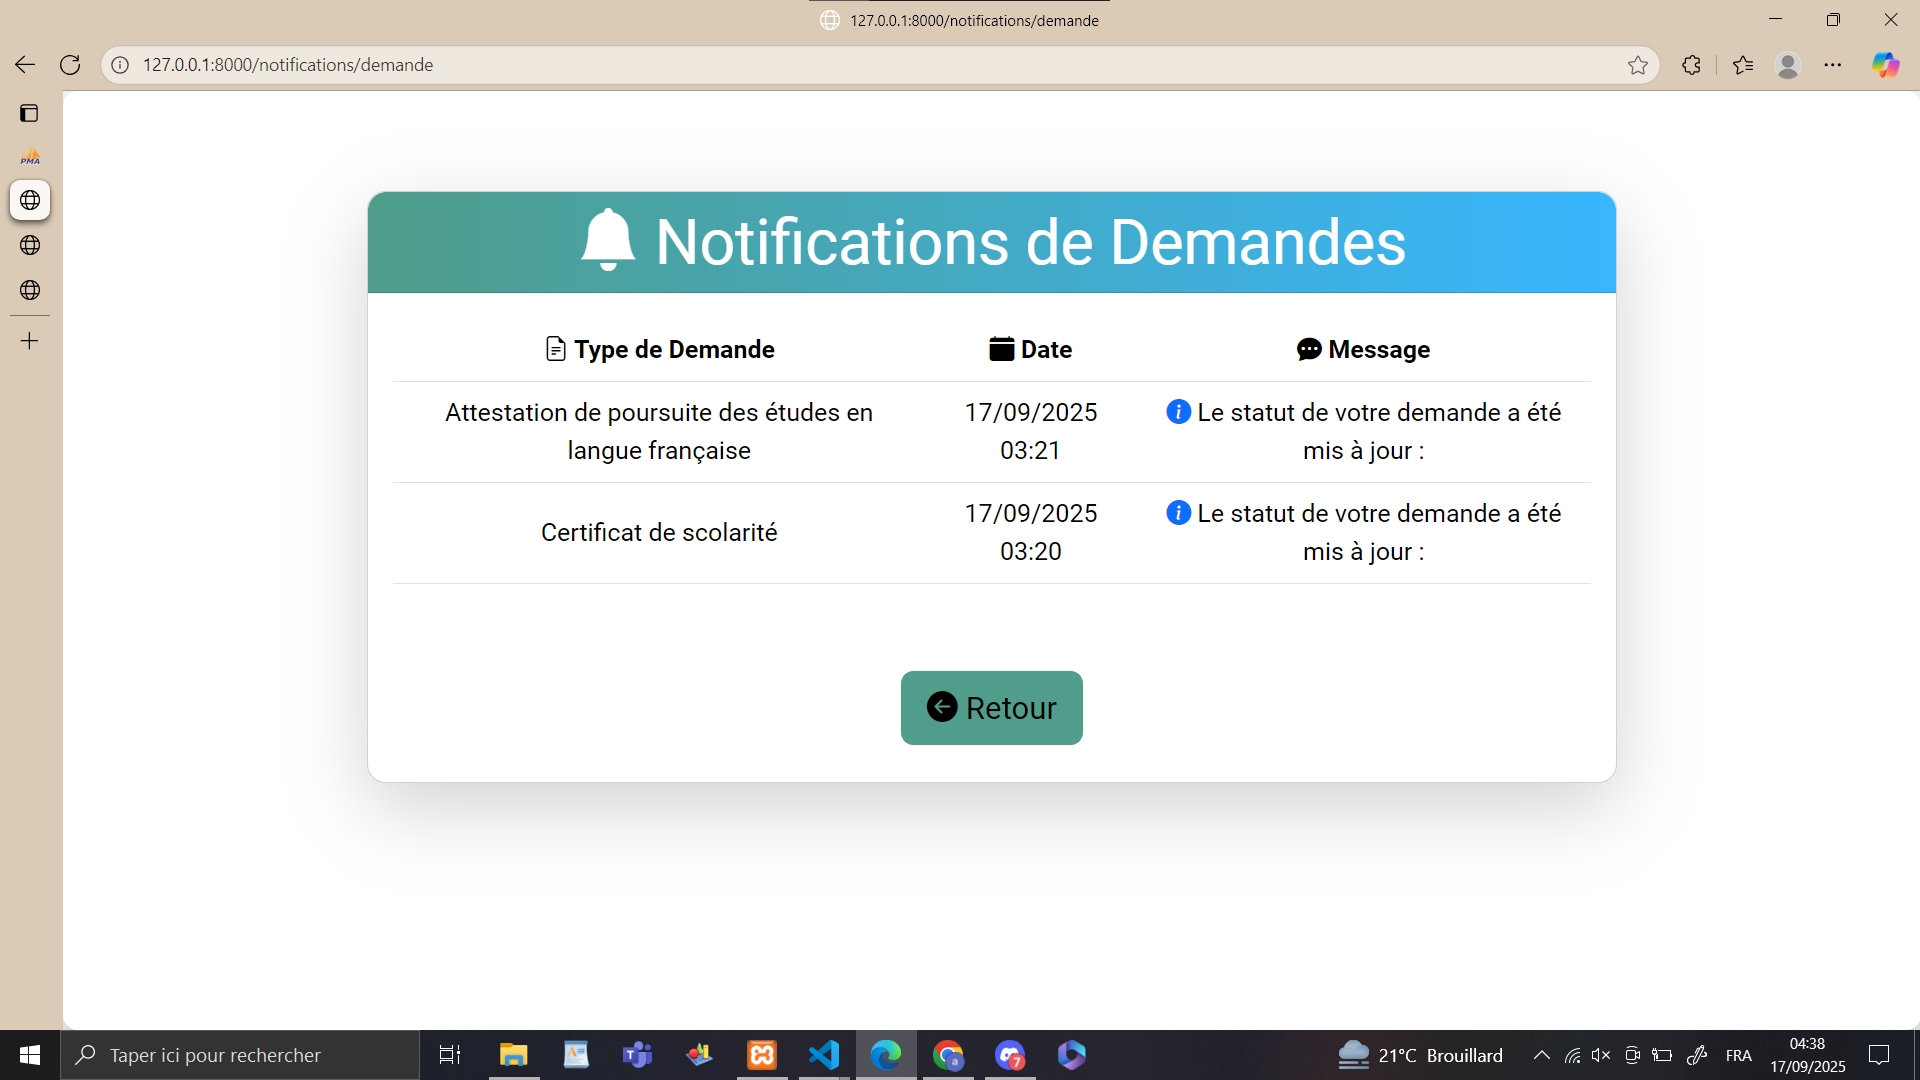 127.0.0.1:8000/notifications/demande
127.0.0.1:8000/notifications/demande
PMA
Notifications de Demandes
Type de Demande
Date
Message
Attestation de poursuite des études en
langue française
17/09/2025
03:21
Le statut de votre demande a été
mis à jour :
Certificat de scolarité
17/09/2025
03:20
Le statut de votre demande a été
mis à jour :
Retour
Taper ici pour rechercher
7
21°C Brouillard
FRA
04:38
17/09/2025